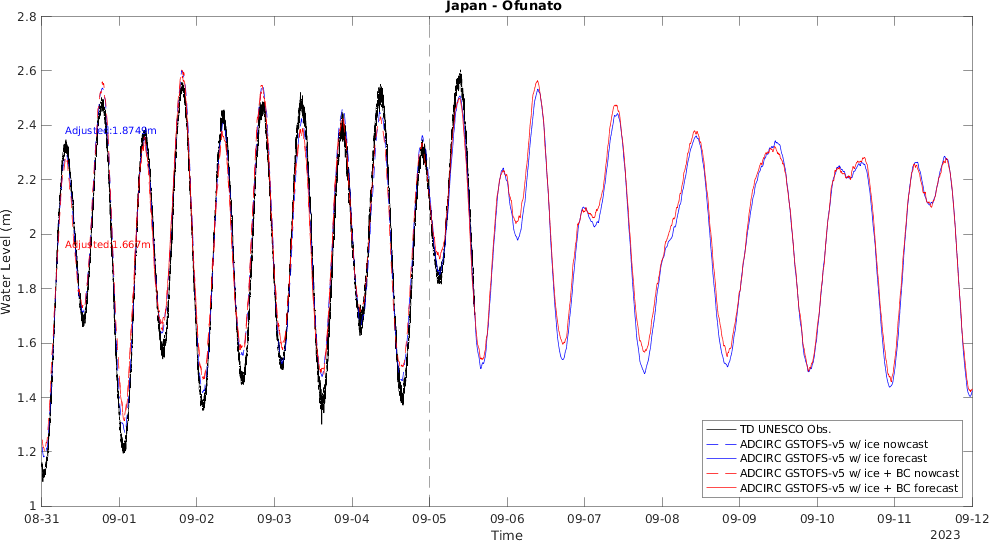 Japan - Ofunato
2.8
2.6
2.4
2.2
2
1.8
1.6
1.4
1.2
1
Water Level (m)
Adjusted:1.8749m
Adjusted:1.667m
TD UNESCO Obs.
ADCIRC GSTOFS-v5 w/ ice nowcast
ADCIRC GSTOFS-v5 w/ ice forecast
ADCIRC GSTOFS-v5 w/ ice + BC nowcast
ADCIRC GSTOFS-v5 w/ ice + BC forecast
08-31 09-01 09-02 09-03 09-04 09-05 09-06 09-07 09-08 09-09 09-10 09-11 09-12
Time
2023